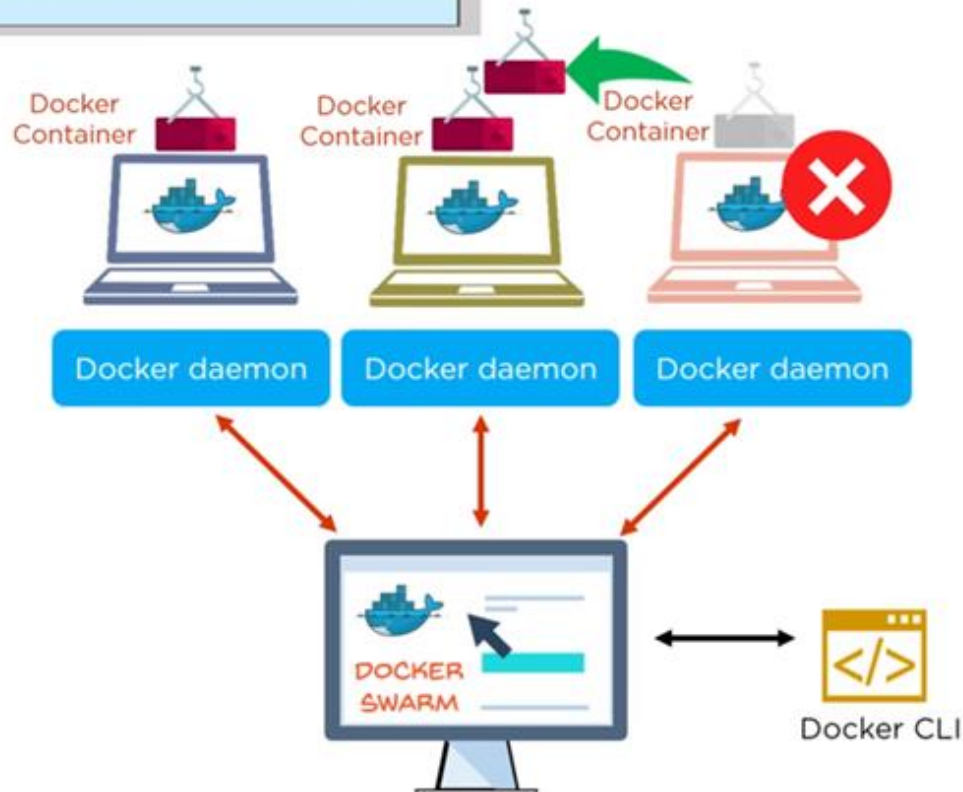 Docker
Container
Docker
Container
Docker
Container
Docker daemon
Docker daemon
Docker daemon
DOCKER
SWARM
</>
Docker CLI